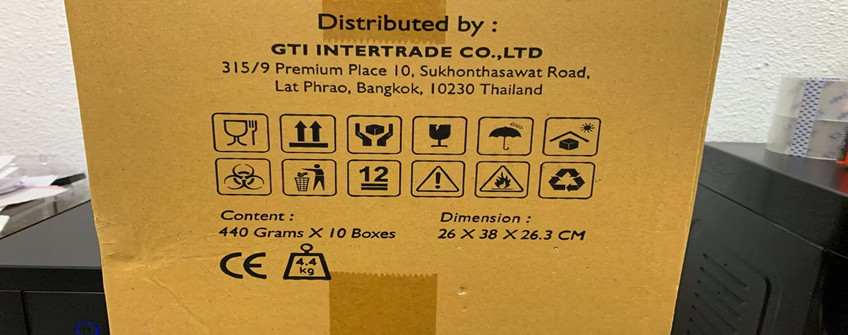 Distributed by :
GTI INTERTRADE CO.,LTD
315/9 Premium Place 10, Sukhonthasawat Road,
Lat Phrao, Bangkok, 10230 Thailand
12
Content :
440 Grams X 10 Boxes
Dimension :
26 X 38 X 26.3 CM
CE
4.4
kg